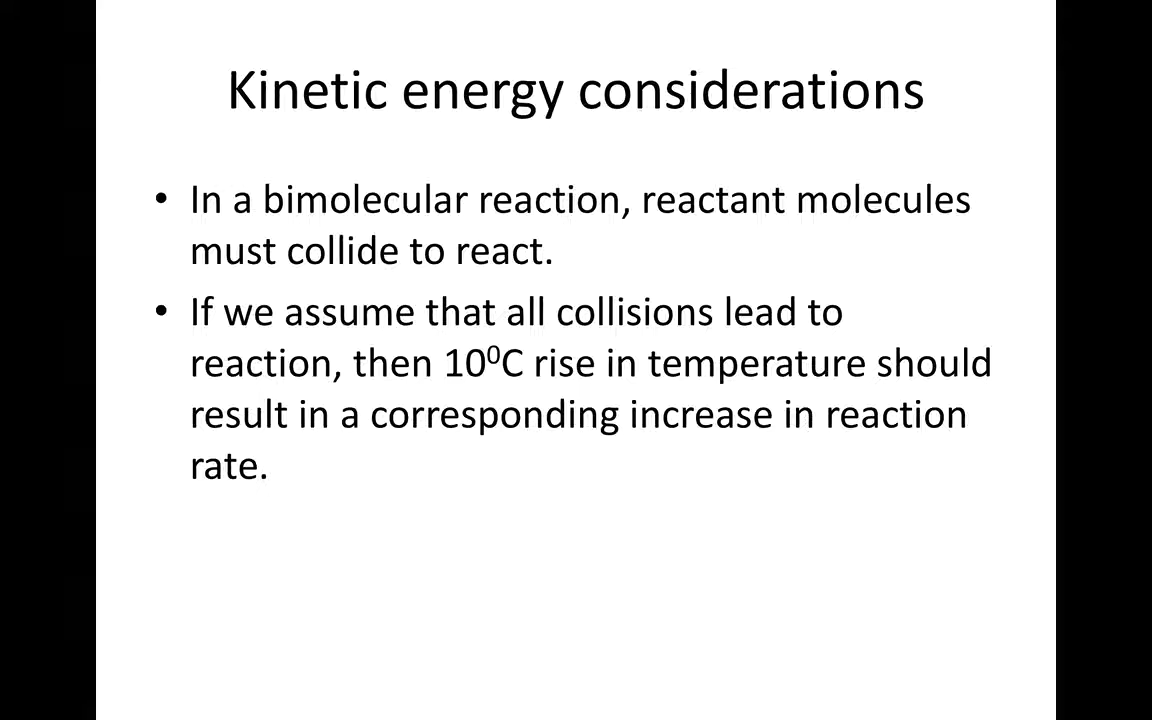 Kinetic energy considerations
• In a bimolecular reaction, reactant molecules
must collide to react.
• If we assume that all collisions lead to
reaction, then 10⁰C rise in temperature should
result in a corresponding increase in reaction
rate.